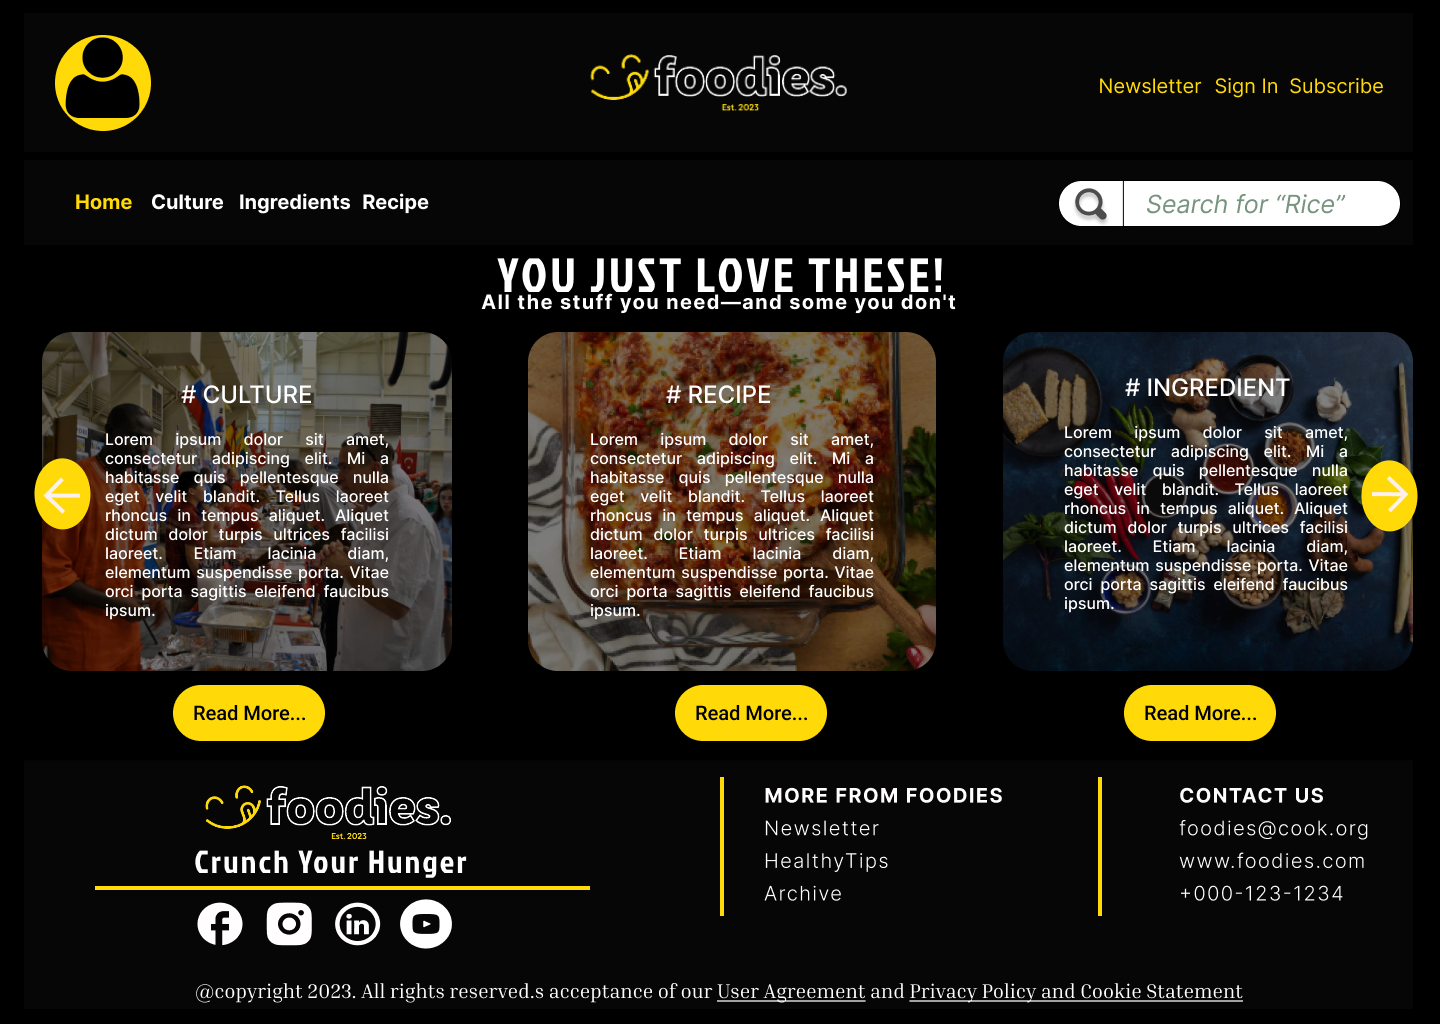 foodies.
Est. 2023
Newsletter Sign In Subscribe
Home Culture Ingredients Recipe
Search for “Rice”
YOU JUST LOVE THESE!
All the stuff you need—and some you don't
# CULTURE
Lorem ipsum dolor sit amet,
consectetur adipiscing elit. Mi a
habitasse quis pellentesque nulla
eget velit blandit. Tellus laoreet
rhoncus in tempus aliquet. Aliquet
dictum dolor turpis ultrices facilisi
laoreet. Etiam lacinia diam,
elementum suspendisse porta. Vitae
orci porta sagittis eleifend faucibus
ipsum.
# RECIPE
Lorem ipsum dolor sit amet,
consectetur adipiscing elit. Mi a
habitasse quis pellentesque nulla
eget velit blandit. Tellus laoreet
rhoncus in tempus aliquet. Aliquet
dictum dolor turpis ultrices facilisi
laoreet. Etiam lacinia diam,
elementum suspendisse porta. Vitae
orci porta sagittis eleifend faucibus
ipsum.
# INGREDIENT
Lorem ipsum dolor sit amet,
consectetur adipiscing elit. Mi a
habitasse quis pellentesque nulla
eget velit blandit. Tellus laoreet
rhoncus in tempus aliquet. Aliquet
dictum dolor turpis ultrices facilisi
laoreet. Etiam lacinia diam,
elementum suspendisse porta. Vitae
orci porta sagittis eleifend faucibus
ipsum.
Read More...
Read More...
Read More...
foodies.
Est. 2023
Crunch Your Hunger
MORE FROM FOODIES
Newsletter
HealthyTips
Archive
CONTACT US
foodies@cook.org
www.foodies.com
+000-123-1234
@copyright 2023. All rights reserved.s acceptance of our User Agreement and Privacy Policy and Cookie Statement